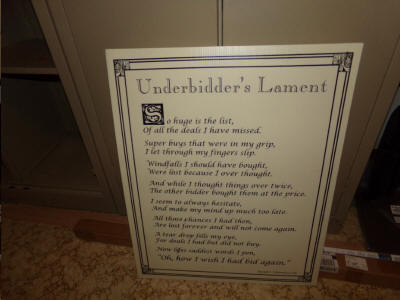 Underbidder's Lament
So huge is the list,
Of all the deals I have missed.
Super buys that were in my grip,
I let through my fingers slip.
Windfalls I should have bought,
Were lost because I over thought.
And while I thought things over twice,
The other bidder bought them at the price.
I seem to always hesitate,
And make my mind up much too late.
All those chances I had then,
Are lost forever and will not come again.
A tear drop fills my eye,
For deals I had but did not buy.
Now lifes saddest words I pen,
"Oh, how I wish I had bid again."